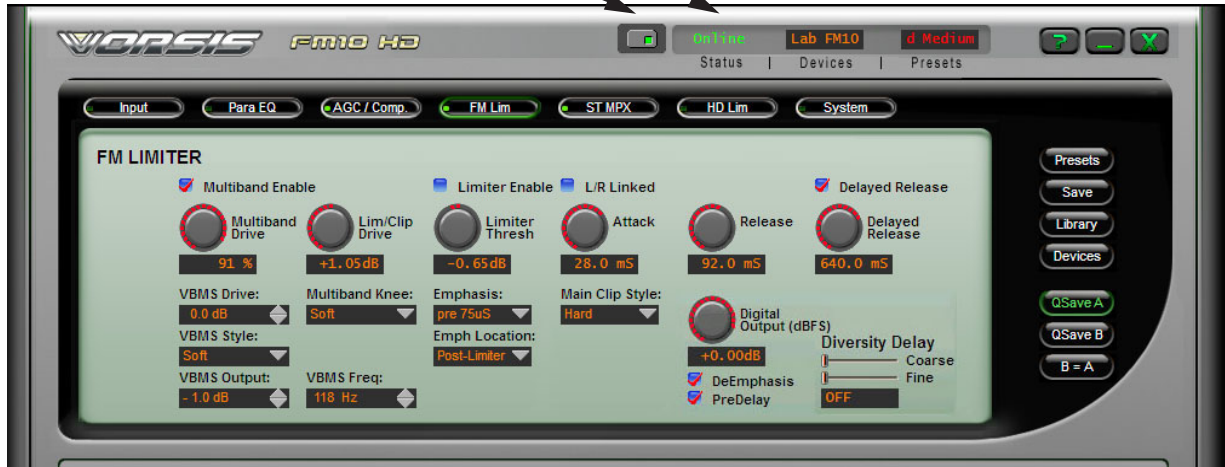 VORSIS FM10 HD
Online Lab FM10 d Medium
Status | Devices | Presets
? _ X
Input Para EQ AGC / Comp. FM Lim ST MPX HD Lim System
FM LIMITER
Multiband Enable Limiter Enable L/R Linked Delayed Release
Multiband Drive
91 %
Lim/Clip Drive
+1.05dB
Limiter Thresh
-0.65dB
Attack
28.0 mS
Release
92.0 mS
Delayed Release
640.0 mS
VBMS Drive:
0.0 dB
Multiband Knee:
Soft
Emphasis:
pre 75uS
Main Clip Style:
Hard
VBMS Style:
Soft
Emph Location:
Post-Limiter
VBMS Output:
- 1.0 dB
VBMS Freq:
118 Hz
Digital
Output (dBFS)
+0.00dB
DeEmphasis
PreDelay
Diversity Delay
Coarse
Fine
OFF
Presets
Save
Library
Devices
QSave A
QSave B
B = A